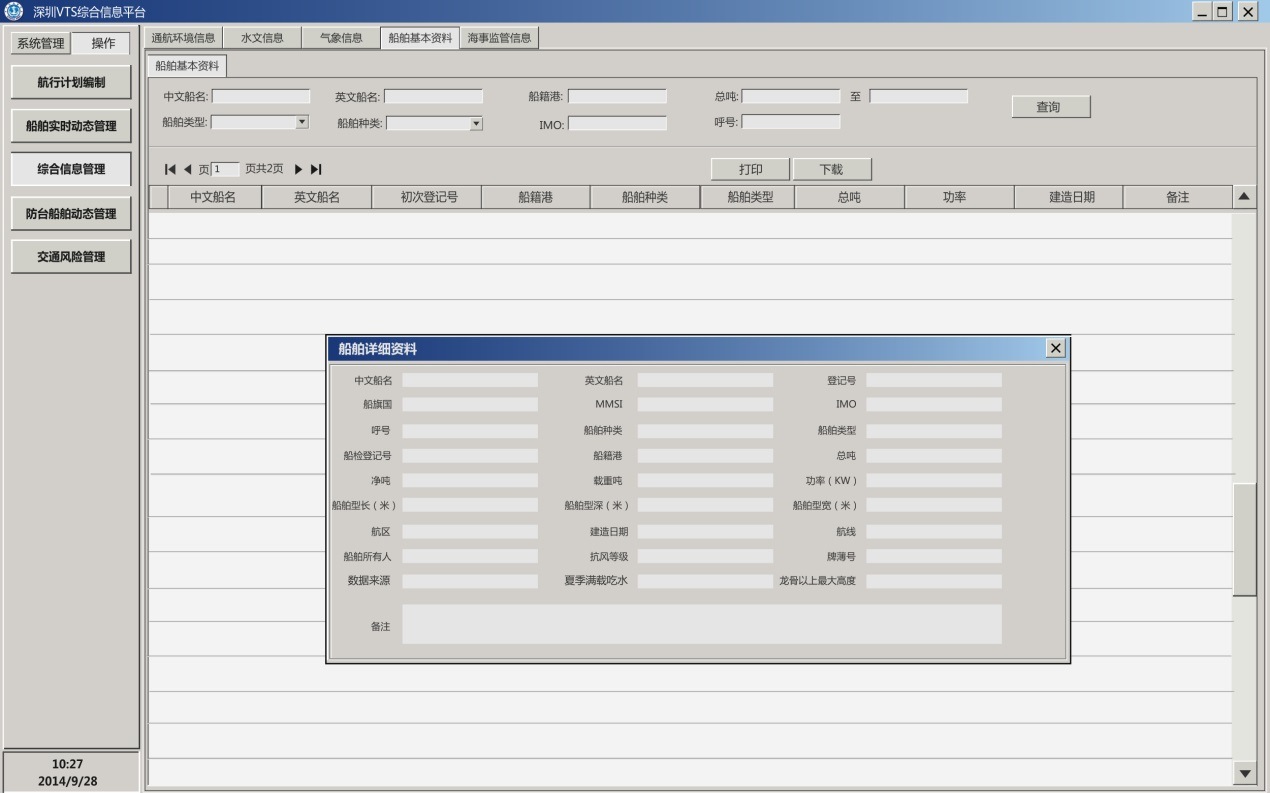 深圳VTS综合信息平台
系统管理 操作
航行计划编制
船舶实时动态管理
综合信息管理
防台船舶动态管理
交通风险管理
10:27
2014/9/28
通航环境信息 水文信息 气象信息 船舶基本资料 海事监管信息
船舶基本资料
中文船名: 英文船名: 船籍港: 总吨: 至 查询
船舶类型: 船舶种类: IMO: 呼号:
页 1 页共2页 打印 下载
中文船名 英文船名 初次登记号 船籍港 船舶种类 船舶类型 总吨 功率 建造日期 备注
船舶详细资料
中文船名 英文船名 登记号
船旗国 MMSI IMO
呼号 船舶种类 船舶类型
船检登记号 船籍港 总吨
净吨 载重吨 功率（KW）
船舶型长（米） 船舶型深（米） 船舶型宽（米）
航区 建造日期 航线
船舶所有人 抗风等级 牌薄号
数据来源 夏季满载吃水 龙骨以上最大高度
备注